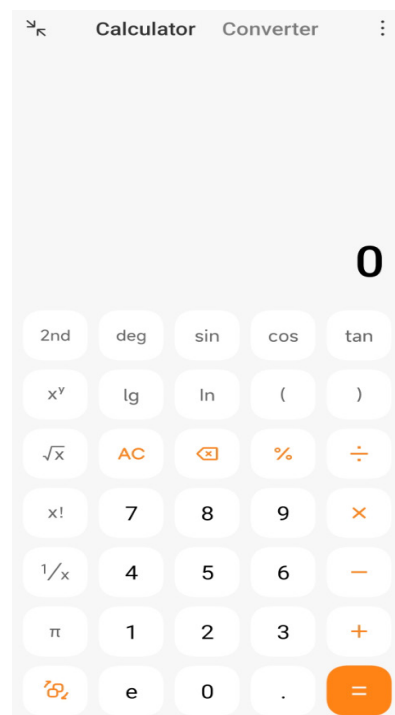 Calculator Converter
0
2nd deg sin cos tan
xʸ lg ln ( )
√x AC % ÷
x! 7 8 9 ×
1/x 4 5 6 −
π 1 2 3 +
e 0 . =